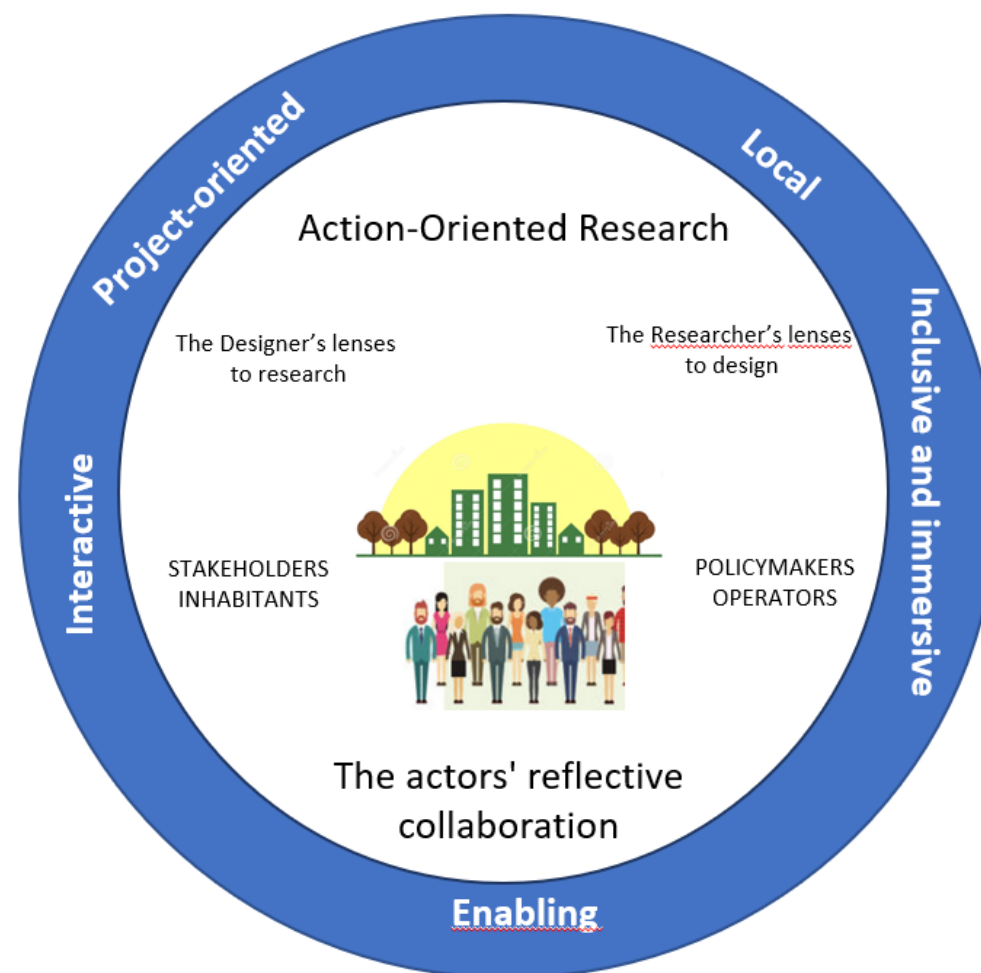 Project-oriented
Local
Action-Oriented Research
The Designer's lenses
to research
The Researcher's lenses
to design
Inclusive and immersive
Interactive
STAKEHOLDERS
INHABITANTS
POLICYMAKERS
OPERATORS
The actors' reflective
collaboration
Enabling